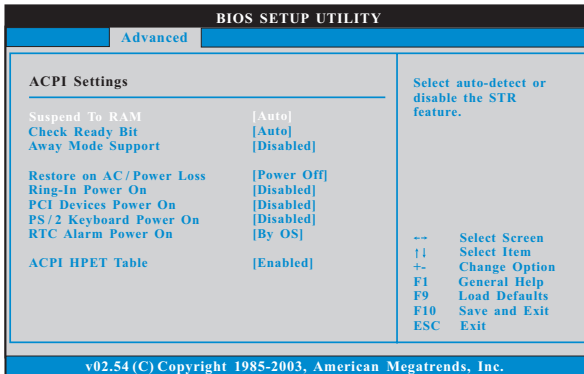 BIOS SETUP UTILITY
Advanced
ACPI Settings
Suspend To RAM [Auto]
Check Ready Bit [Auto]
Away Mode Support [Disabled]
Restore on AC/Power Loss [Power Off]
Ring-In Power On [Disabled]
PCI Devices Power On [Disabled]
PS/2 Keyboard Power On [Disabled]
RTC Alarm Power On [By OS]
ACPI HPET Table [Enabled]
Select auto-detect or
disable the STR
feature.
←→ Select Screen
↑↓ Select Item
+- Change Option
F1 General Help
F9 Load Defaults
F10 Save and Exit
ESC Exit
v02.54 (C) Copyright 1985-2003, American Megatrends, Inc.